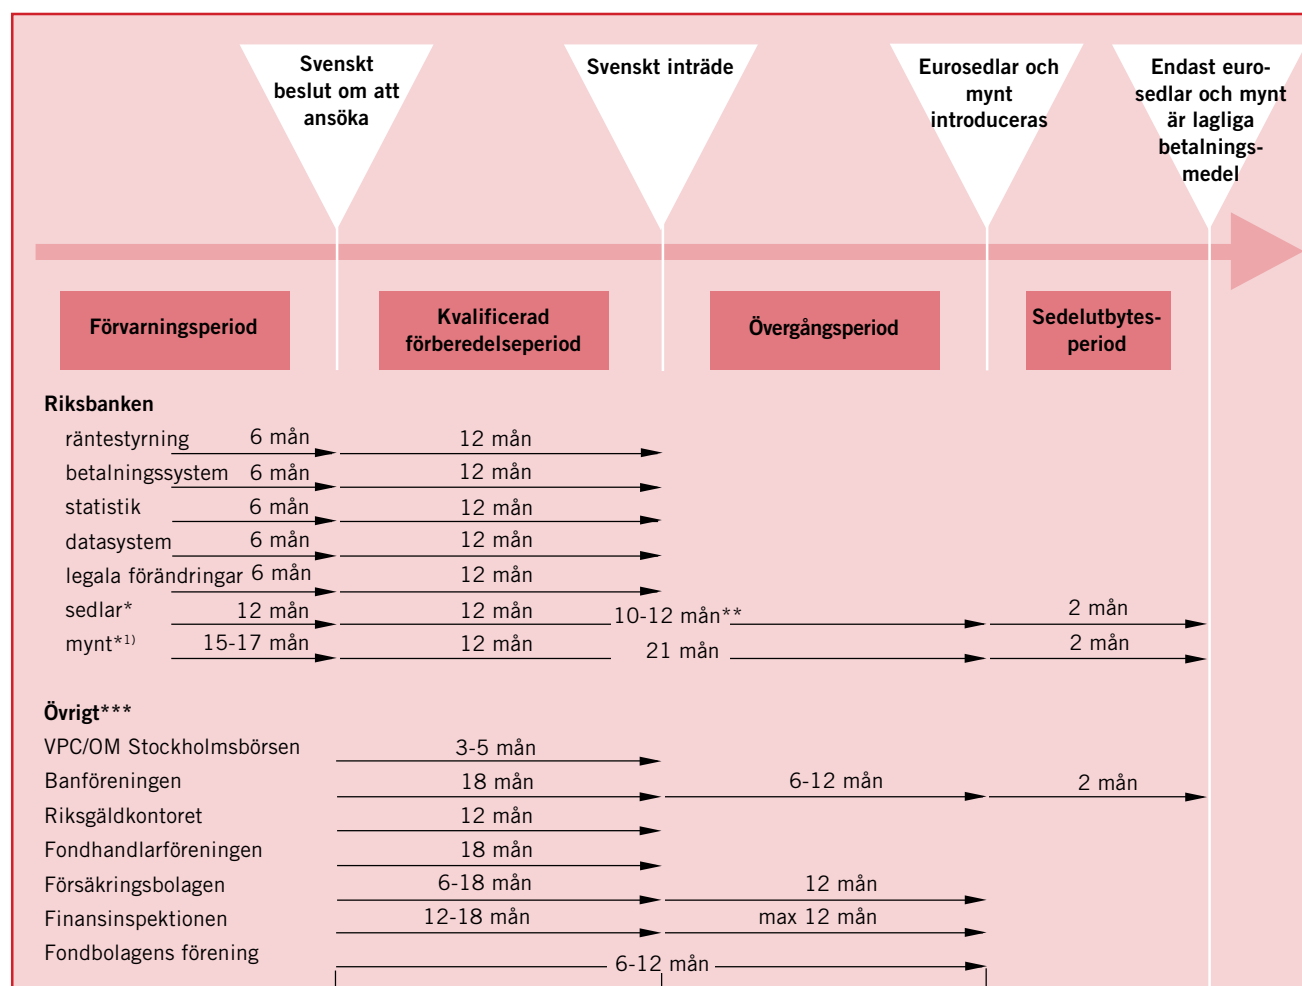 Svenskt
beslut om att
ansöka
Svenskt inträde
Eurosedlar och
mynt
introduceras
Endast euro-
sedlar och mynt
är lagliga
betalnings-
medel
Förvarningsperiod
Kvalificerad
förberedelseperiod
Övergångsperiod
Sedelutbytes-
period
Riksbanken
räntestyrning 6 mån 12 mån
betalningssystem 6 mån 12 mån
statistik 6 mån 12 mån
datasystem 6 mån 12 mån
legala förändringar 6 mån 12 mån
sedlar* 12 mån 12 mån 10-12 mån** 2 mån
mynt*1) 15-17 mån 12 mån 21 mån 2 mån
Övrigt***
VPC/OM Stockholmsbörsen 3-5 mån
Banföreningen 18 mån 6-12 mån 2 mån
Riksgäldkontoret 12 mån
Fondhandlarföreningen 18 mån
Försäkringsbolagen 6-18 mån 12 mån
Finansinspektionen 12-18 mån max 12 mån
Fondbolagens förening 6-12 mån